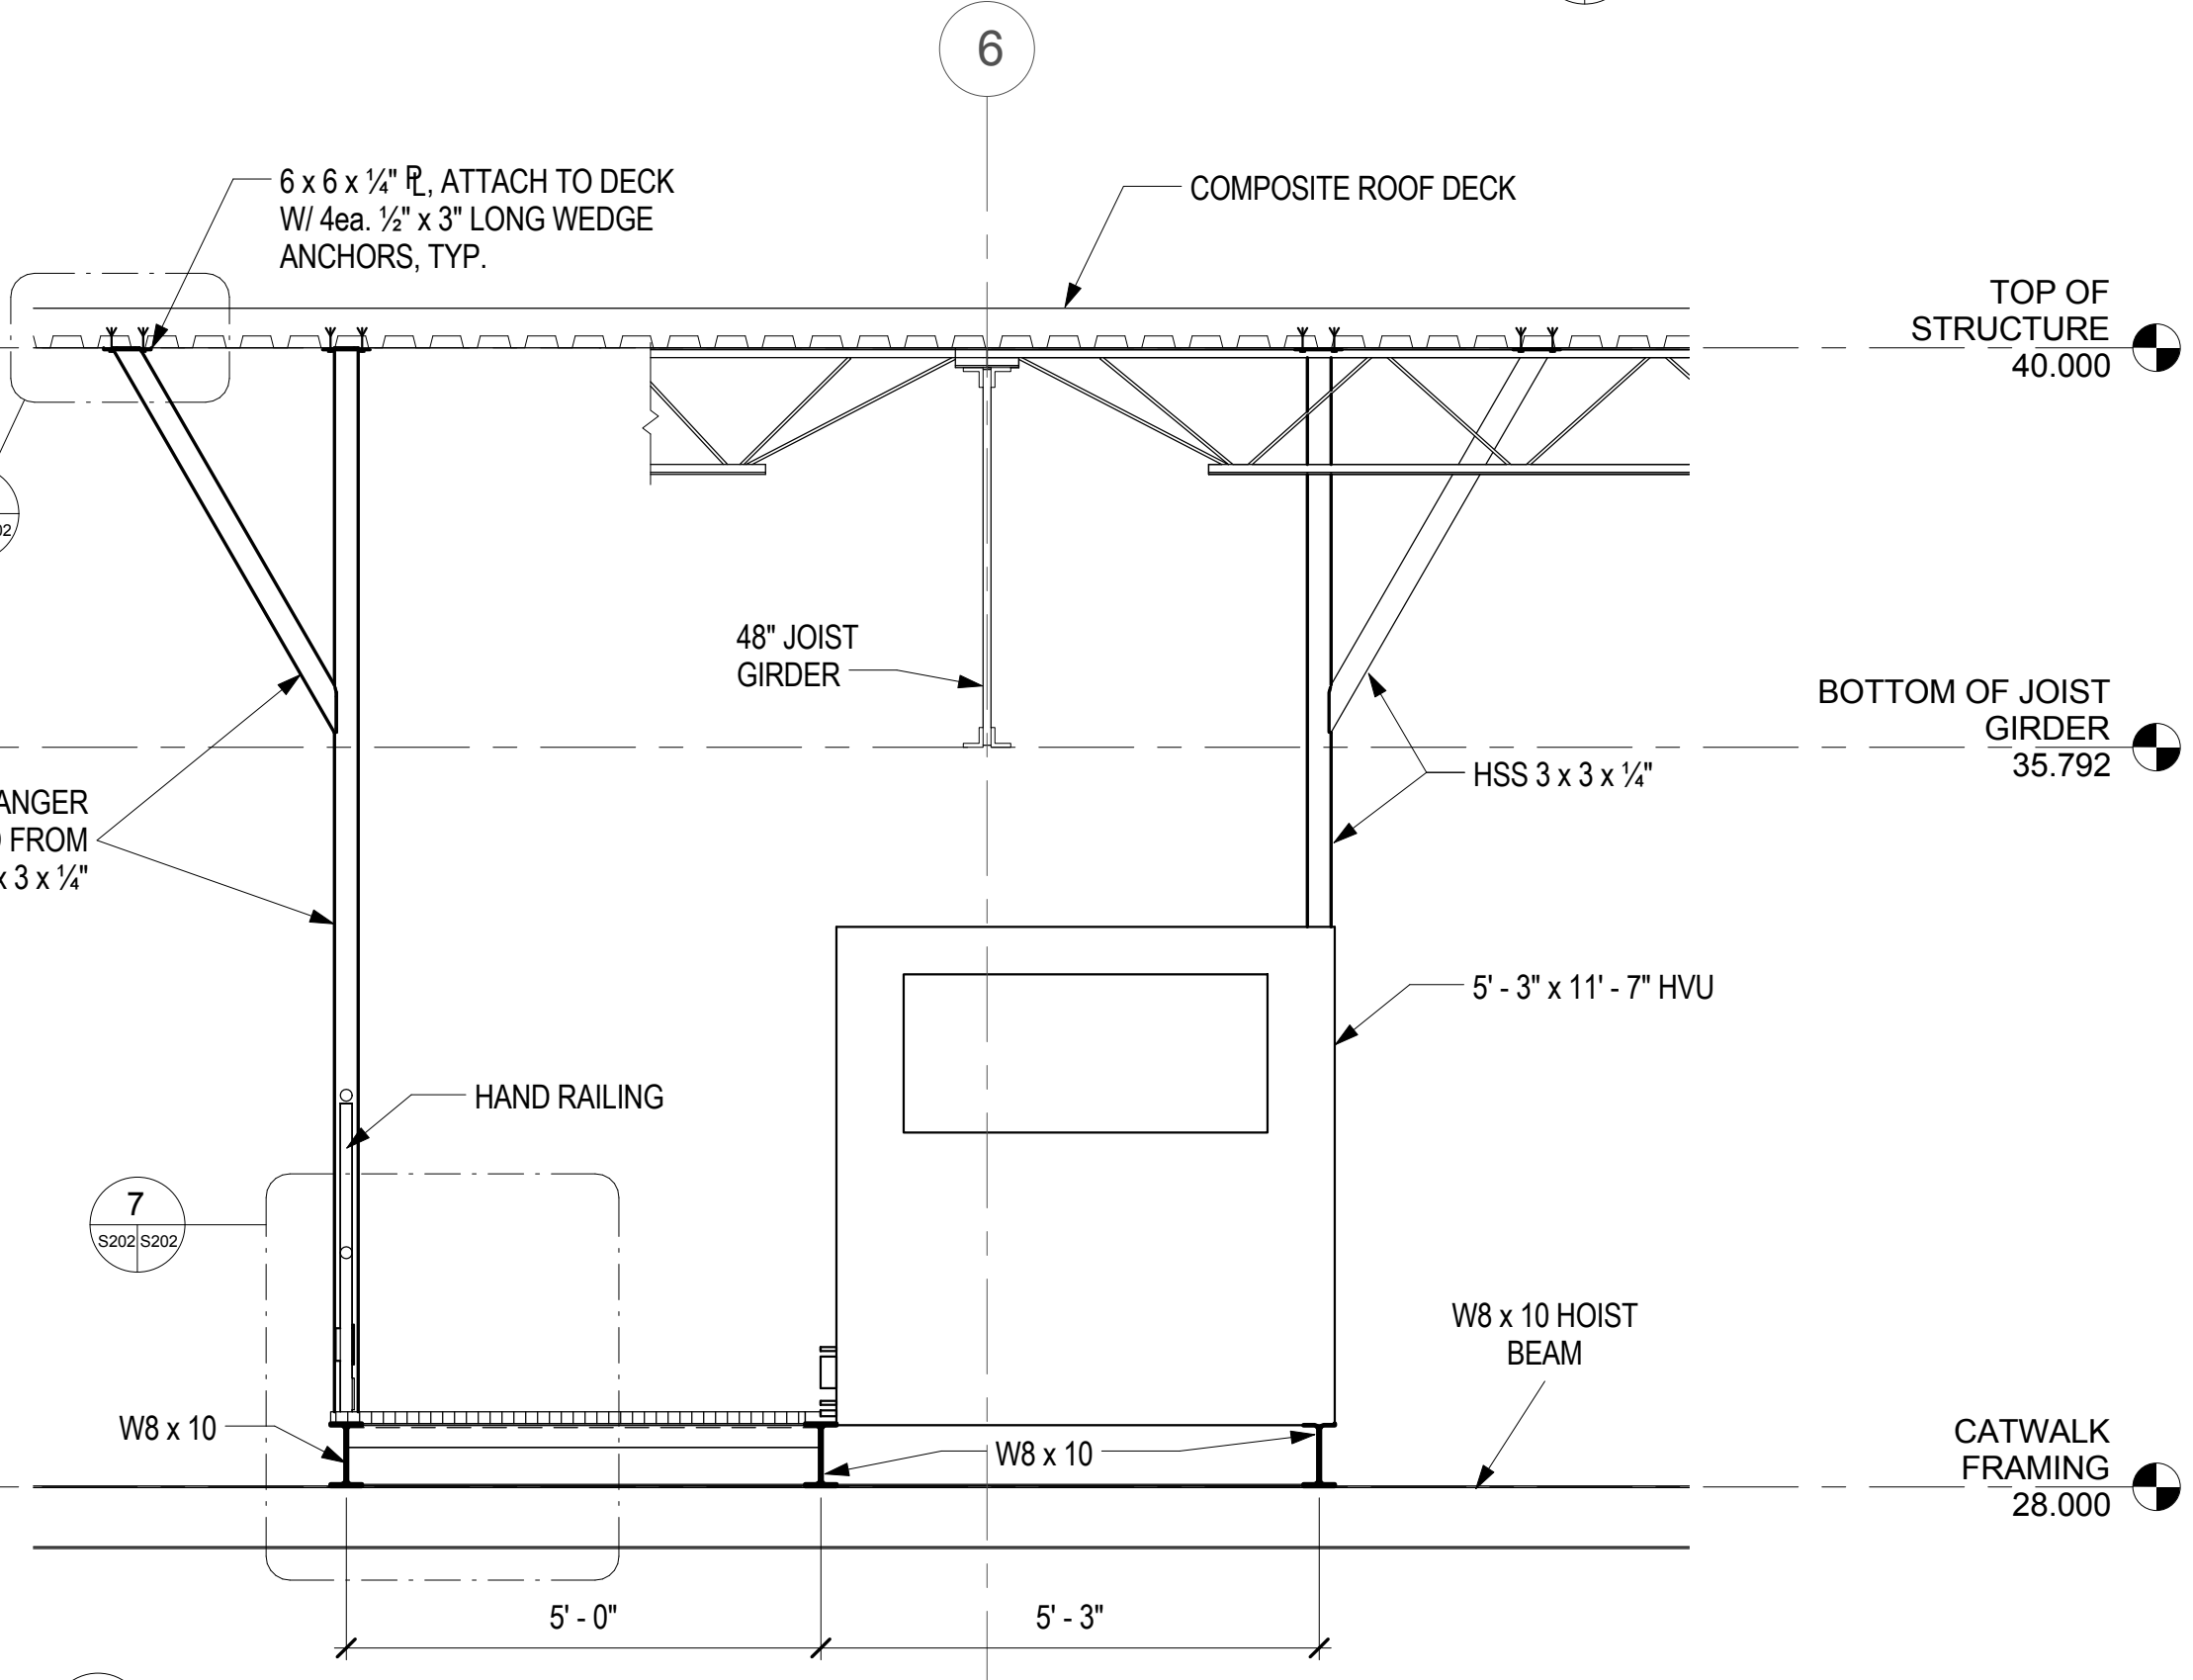 6
6 x 6 x ¼" ℄, ATTACH TO DECK
W/ 4ea. ½" x 3" LONG WEDGE
ANCHORS, TYP.
COMPOSITE ROOF DECK
TOP OF
STRUCTURE
40.000
02
48" JOIST
GIRDER
BOTTOM OF JOIST
GIRDER
35.792
HSS 3 x 3 x ¼"
ANGER
FROM
x 3 x ¼"
5' - 3" x 11' - 7" HVU
HAND RAILING
7
S202 S202
W8 x 10 HOIST
BEAM
W8 x 10
W8 x 10
CATWALK
FRAMING
28.000
5' - 0"
5' - 3"